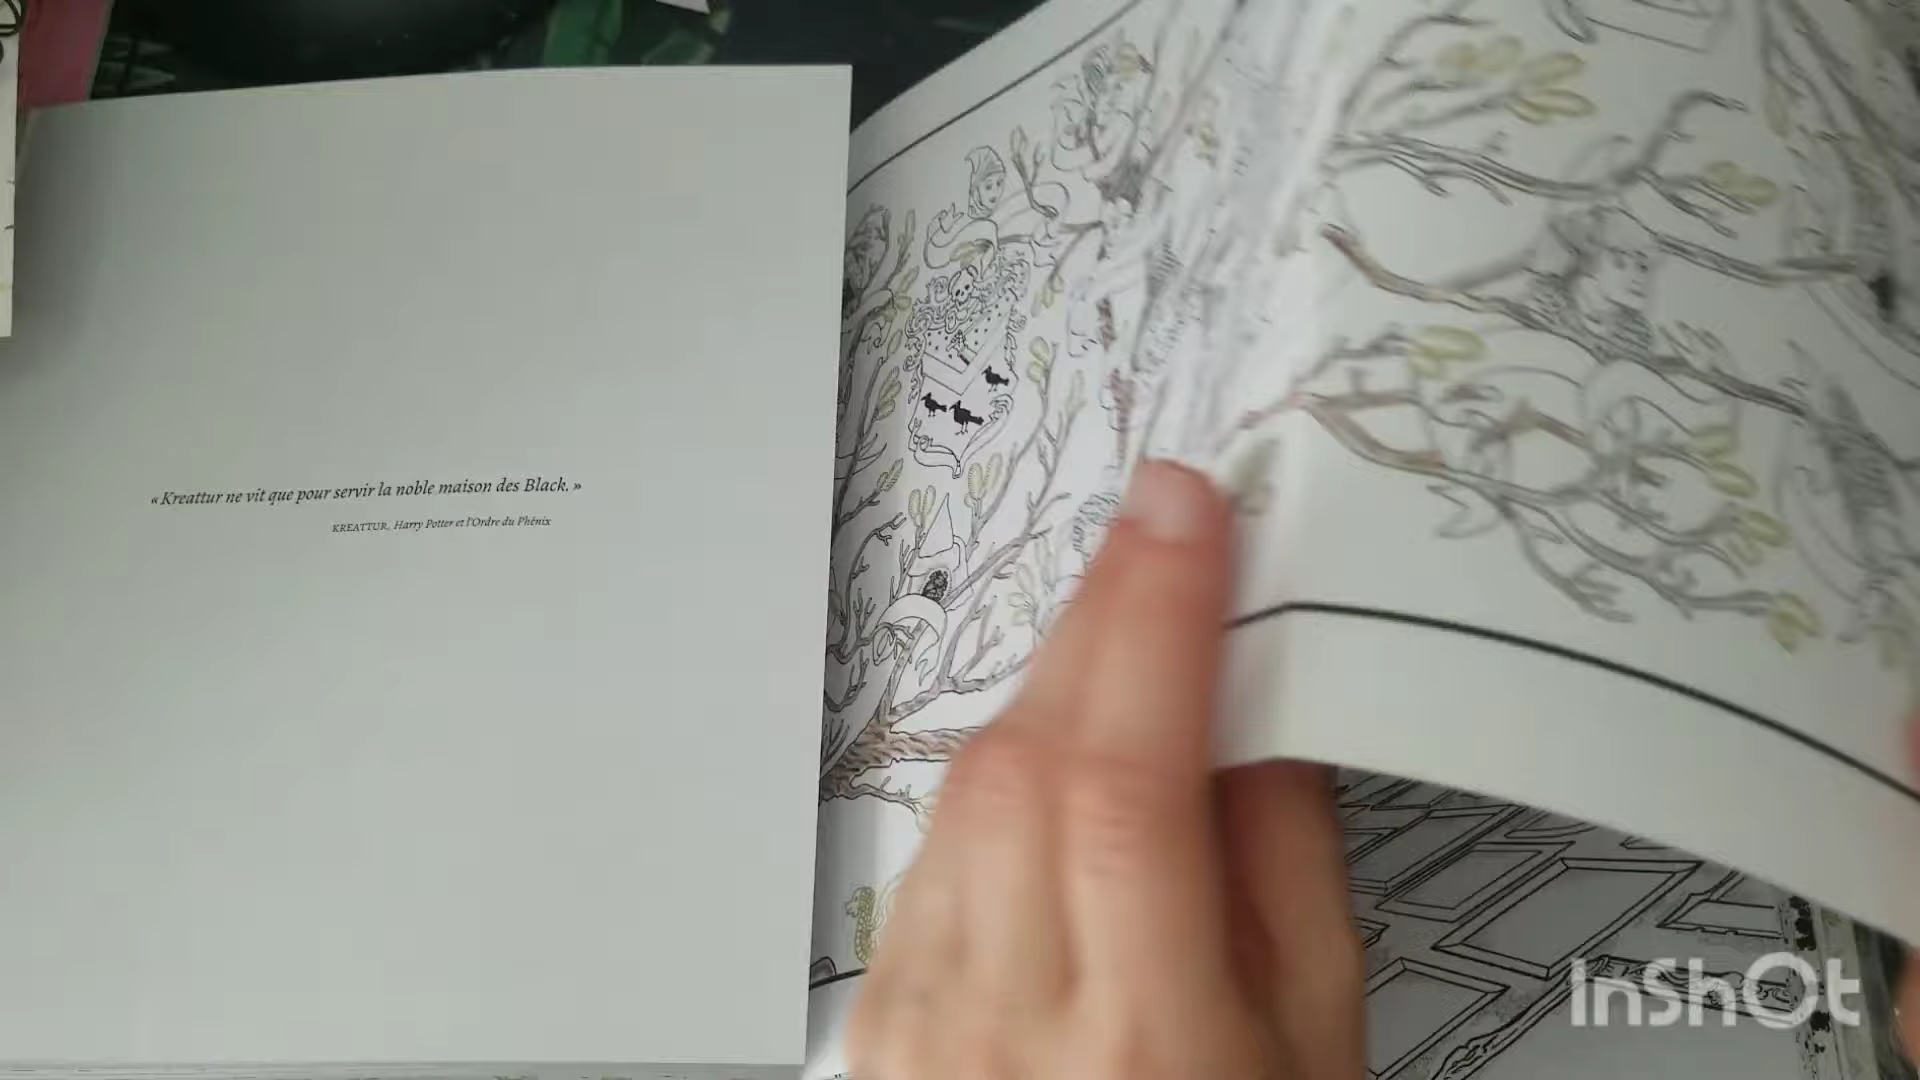 « Kreattur ne vit que pour servir la noble maison des Black. »
KREATTUR, Harry Potter et l'Ordre du Phénix
InShOt